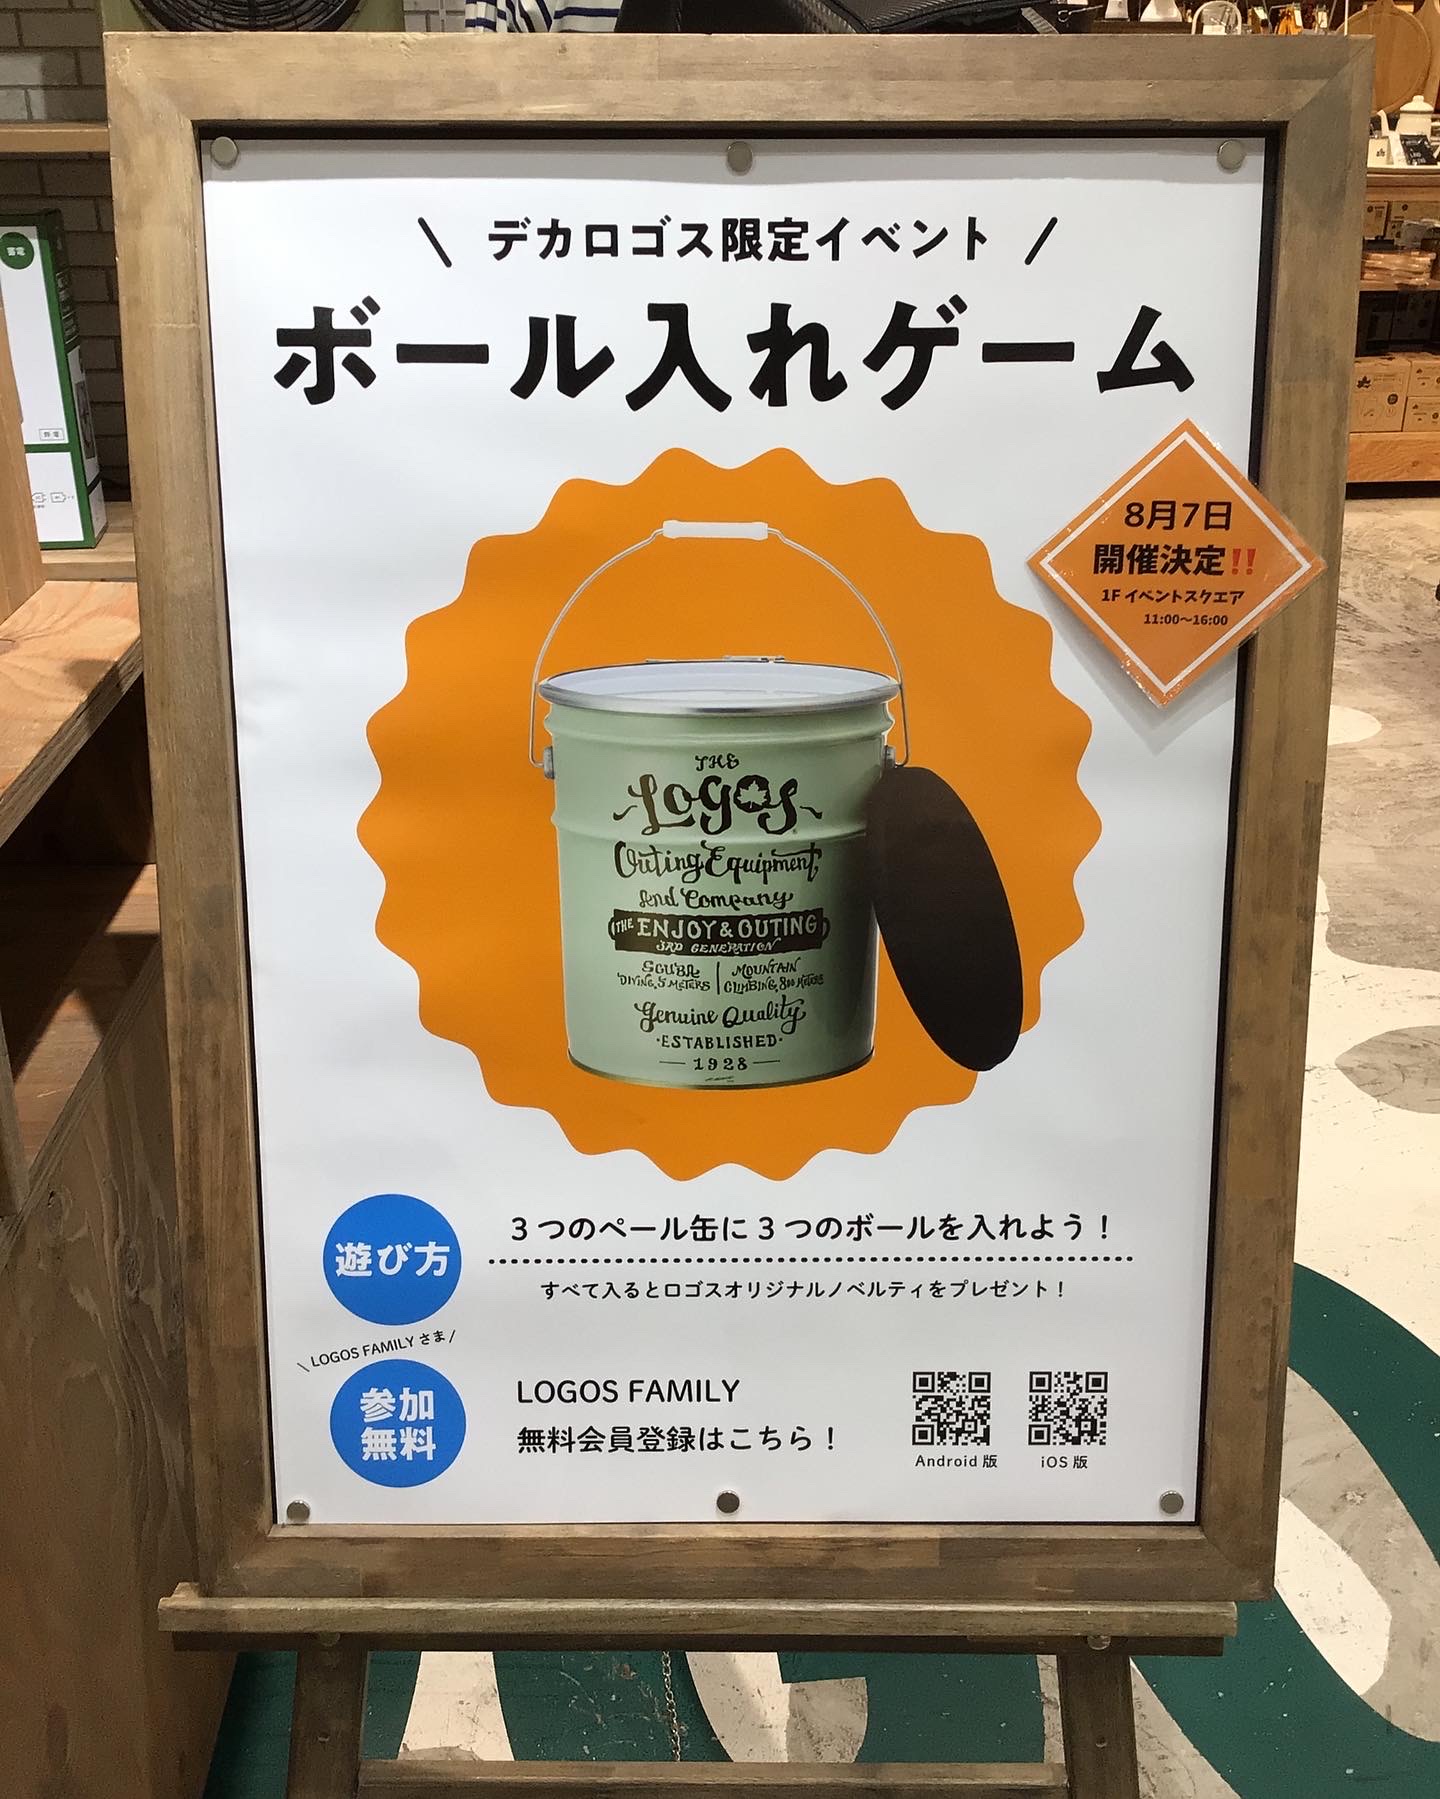 \ デカロゴス限定イベント /
ボール入れゲーム
8月7日
開催決定‼
1F イベントスクエア
11:00～16:00
THE
LOGOS
Outing Equipment
And Company
THE ENJOY & OUTING
3RD GENERATION
SCUBA
DIVING, 5 METERS
MOUNTAIN
CLIMBING, 800 METERS
Genuine Quality
・ESTABLISHED・
1928
遊び方
3つのペール缶に3つのボールを入れよう！
すべて入るとロゴスオリジナルノベルティをプレゼント！
\ LOGOS FAMILY さま /
参加
無料
LOGOS FAMILY
無料会員登録はこちら！
Android 版
iOS 版
蓄電